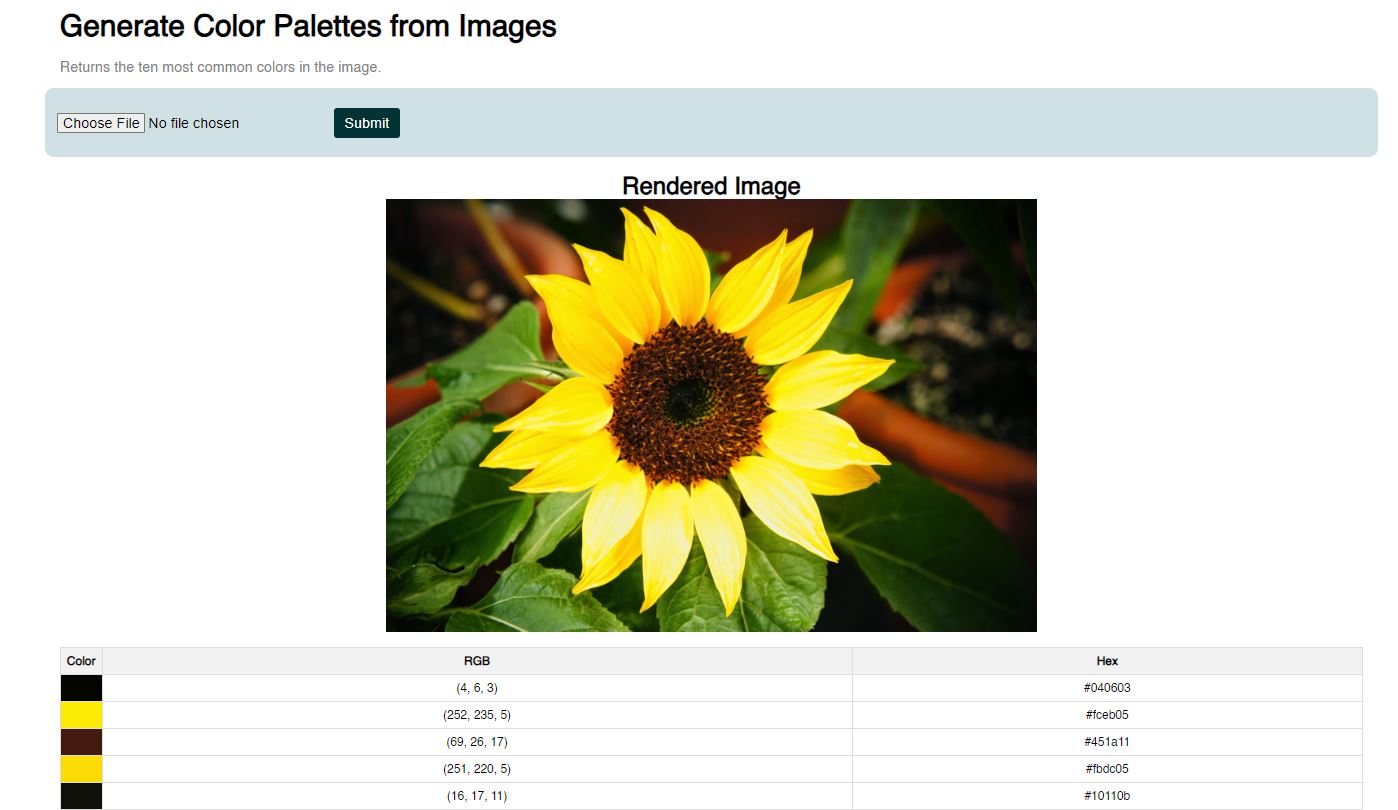 Generate Color Palettes from Images
Returns the ten most common colors in the image.
Choose File No file chosen Submit
Rendered Image
Color RGB Hex
(4, 6, 3) #040603
(252, 235, 5) #fceb05
(69, 26, 17) #451a11
(251, 220, 5) #fbdc05
(16, 17, 11) #10110b